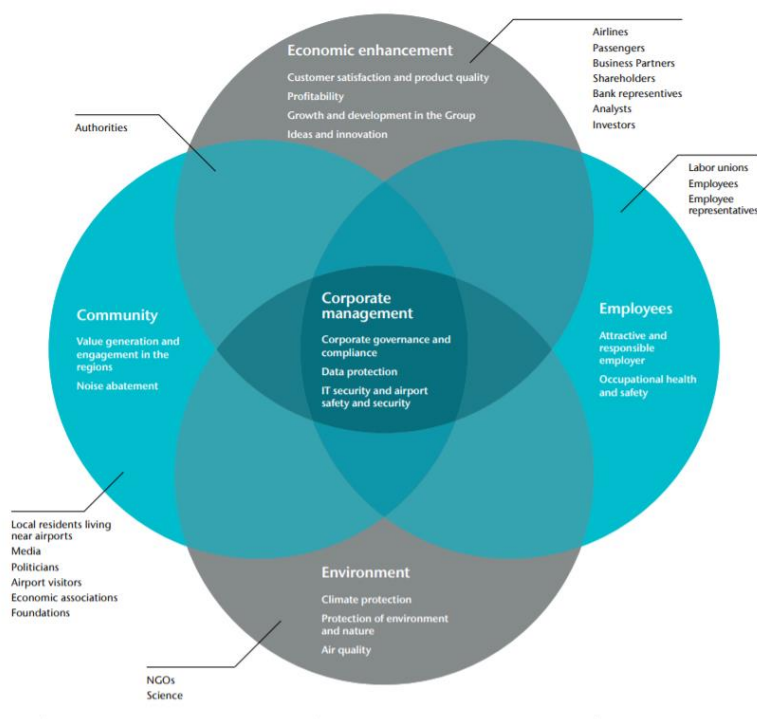 Economic enhancement
Customer satisfaction and product quality
Profitability
Growth and development in the Group
Ideas and innovation
Airlines
Passengers
Business Partners
Shareholders
Bank representives
Analysts
Investors
Authorities
Labor unions
Employees
Employee
representatives
Community
Value generation and
engagement in the
regions
Noise abatement
Corporate
management
Corporate governance and
compliance
Data protection
IT security and airport
safety and security
Employees
Attractive and
responsible
employer
Occupational health
and safety
Local residents living
near airports
Media
Politicians
Airport visitors
Economic associations
Foundations
Environment
Climate protection
Protection of environment
and nature
Air quality
NGOs
Science